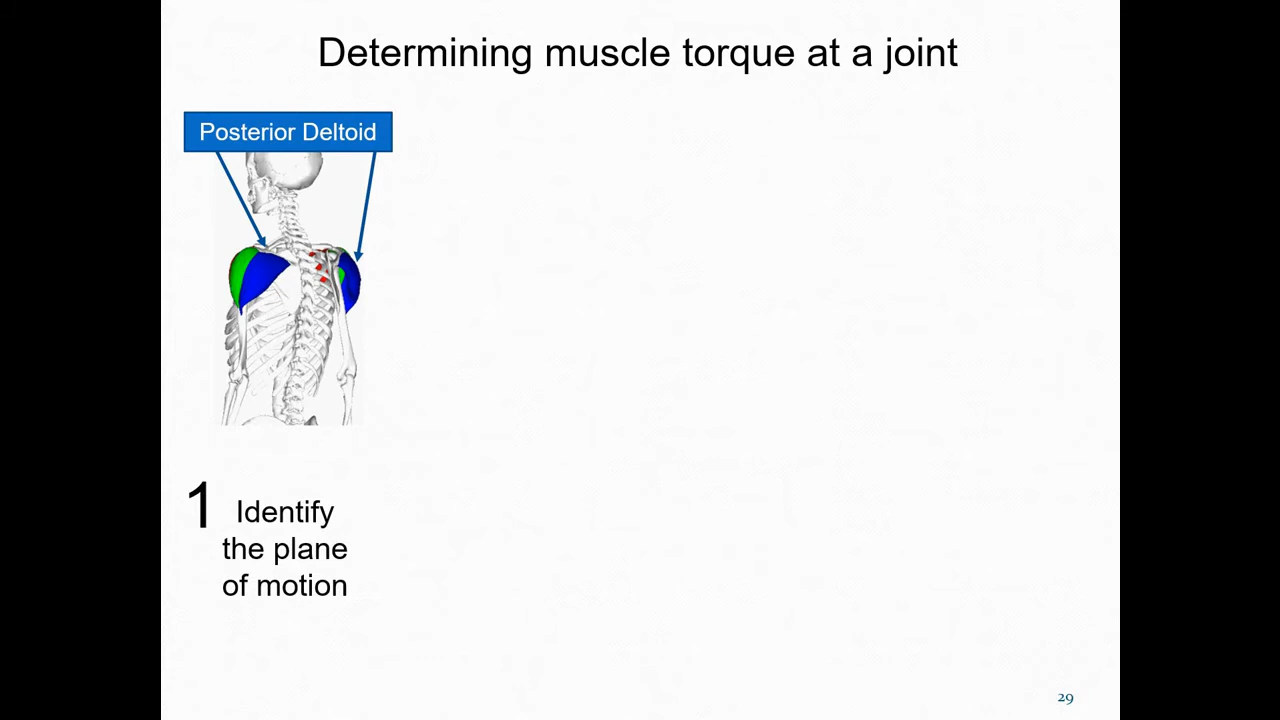 Determining muscle torque at a joint
Posterior Deltoid
1 Identify
the plane
of motion
29